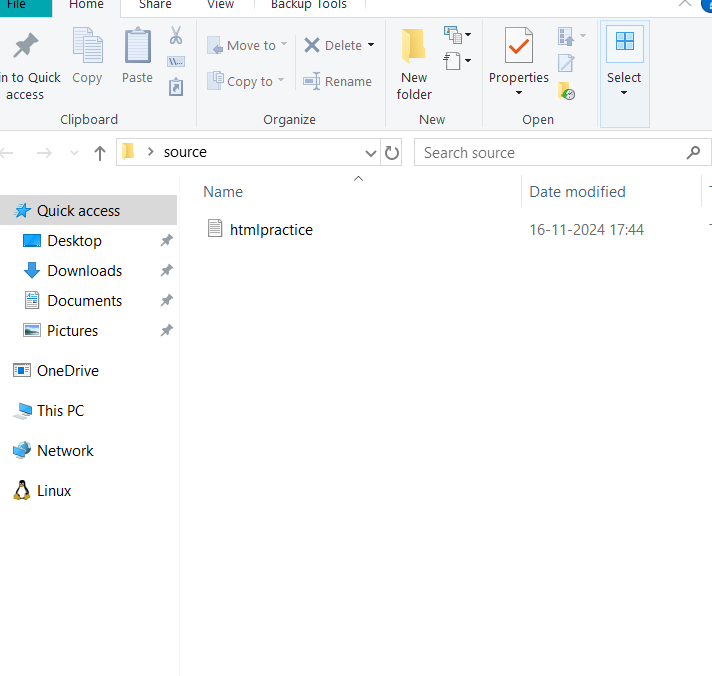 File Home Share View Backup Tools
Move to Delete
in to Quick access Copy Paste
Copy to Rename
New folder
Properties
Select
Clipboard Organize New Open
source
Search source
Name Date modified
Quick access
htmlpractice 16-11-2024 17:44
Desktop
Downloads
Documents
Pictures
OneDrive
This PC
Network
Linux